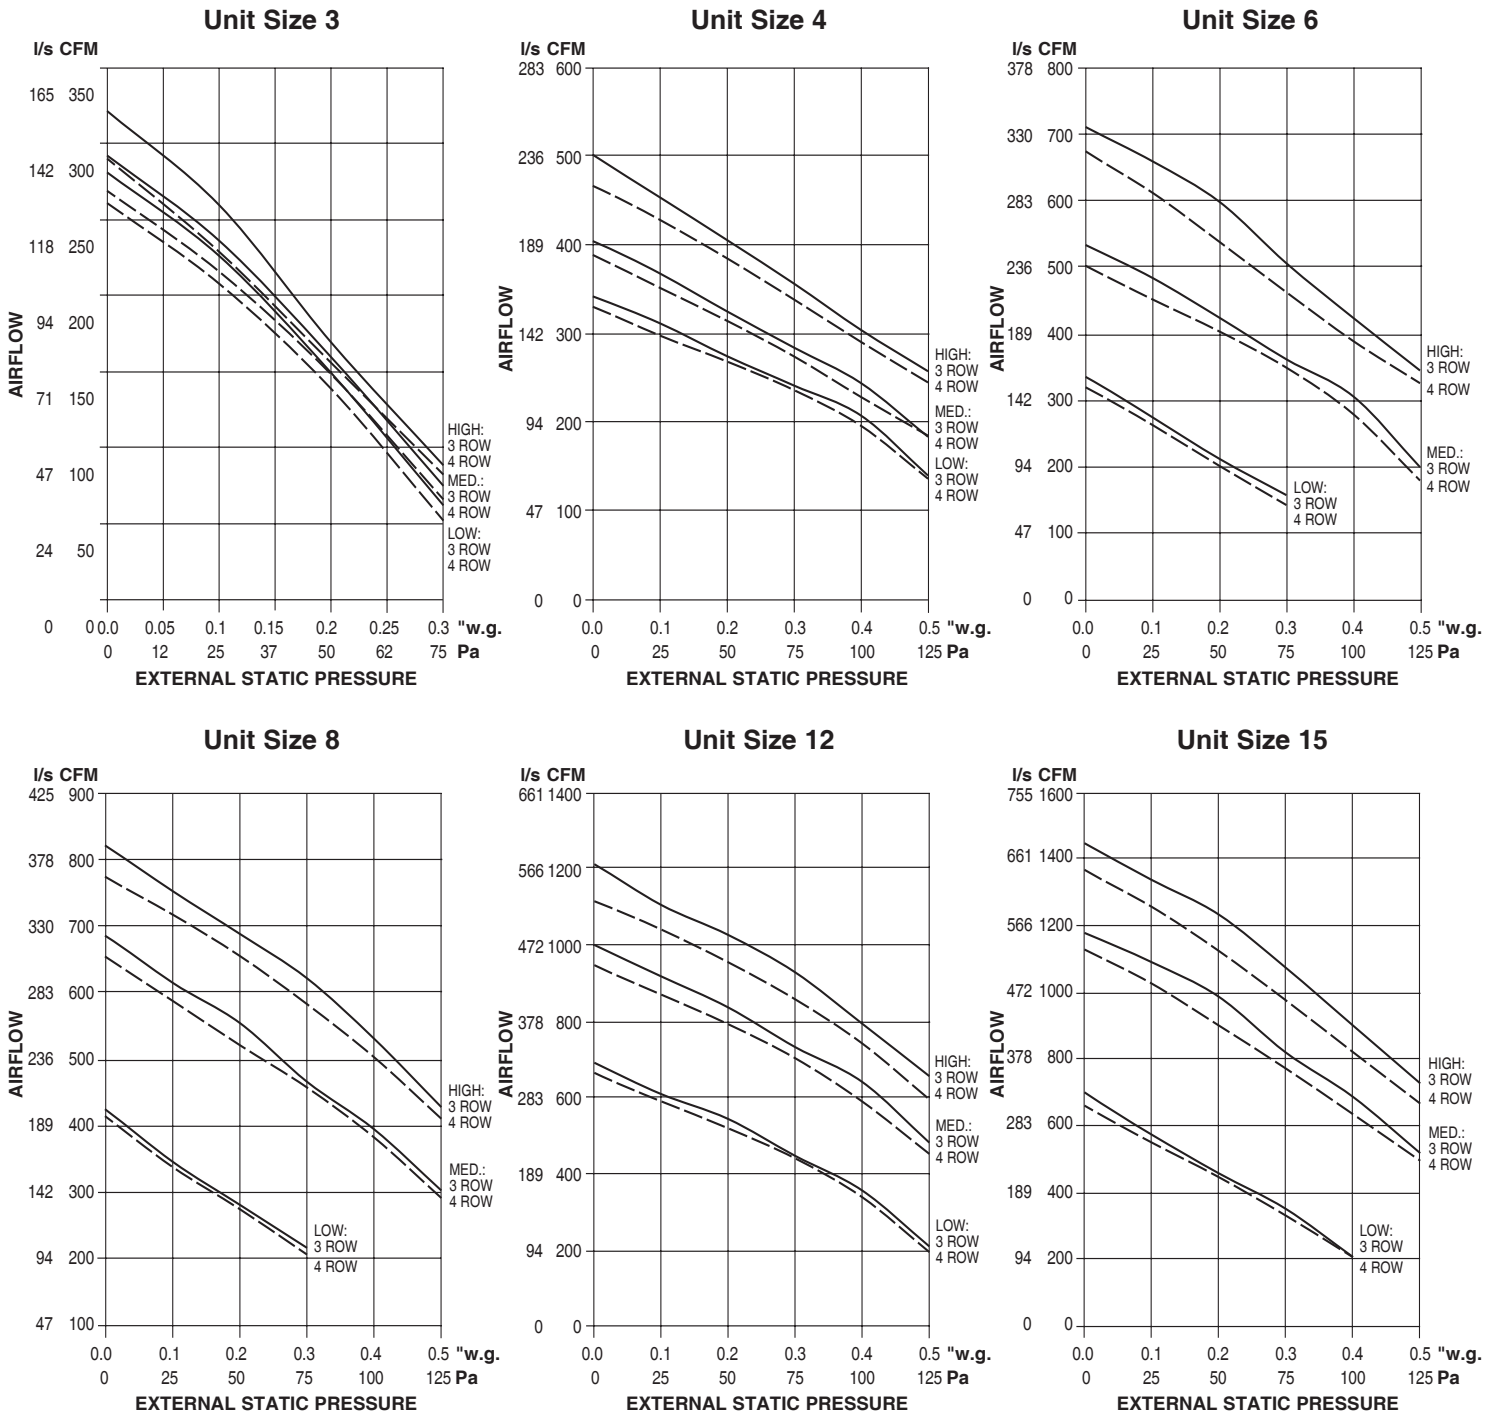 Unit Size 3
l/s CFM
165 350
142 300
118 250
94 200
71 150
47 100
24 50
0 0
AIRFLOW
HIGH:
3 ROW
4 ROW
MED.:
3 ROW
4 ROW
LOW:
3 ROW
4 ROW
0.0 0.05 0.1 0.15 0.2 0.25 0.3 "w.g.
0 12 25 37 50 62 75 Pa
EXTERNAL STATIC PRESSURE
Unit Size 4
l/s CFM
283 600
236 500
189 400
142 300
94 200
47 100
0 0
AIRFLOW
HIGH:
3 ROW
4 ROW
MED.:
3 ROW
4 ROW
LOW:
3 ROW
4 ROW
0.0 0.1 0.2 0.3 0.4 0.5 "w.g.
0 25 50 75 100 125 Pa
EXTERNAL STATIC PRESSURE
Unit Size 6
l/s CFM
378 800
330 700
283 600
236 500
189 400
142 300
94 200
47 100
0 0
AIRFLOW
HIGH:
3 ROW
4 ROW
MED.:
3 ROW
4 ROW
LOW:
3 ROW
4 ROW
0.0 0.1 0.2 0.3 0.4 0.5 "w.g.
0 25 50 75 100 125 Pa
EXTERNAL STATIC PRESSURE
Unit Size 8
l/s CFM
425 900
378 800
330 700
283 600
236 500
189 400
142 300
94 200
47 100
AIRFLOW
HIGH:
3 ROW
4 ROW
MED.:
3 ROW
4 ROW
LOW:
3 ROW
4 ROW
0.0 0.1 0.2 0.3 0.4 0.5 "w.g.
0 25 50 75 100 125 Pa
EXTERNAL STATIC PRESSURE
Unit Size 12
l/s CFM
661 1400
566 1200
472 1000
378 800
283 600
189 400
94 200
0 0
AIRFLOW
HIGH:
3 ROW
4 ROW
MED.:
3 ROW
4 ROW
LOW:
3 ROW
4 ROW
0.0 0.1 0.2 0.3 0.4 0.5 "w.g.
0 25 50 75 100 125 Pa
EXTERNAL STATIC PRESSURE
Unit Size 15
l/s CFM
755 1600
661 1400
566 1200
472 1000
378 800
283 600
189 400
94 200
0 0
AIRFLOW
HIGH:
3 ROW
4 ROW
MED.:
3 ROW
4 ROW
LOW:
3 ROW
4 ROW
0.0 0.1 0.2 0.3 0.4 0.5 "w.g.
0 25 50 75 100 125 Pa
EXTERNAL STATIC PRESSURE